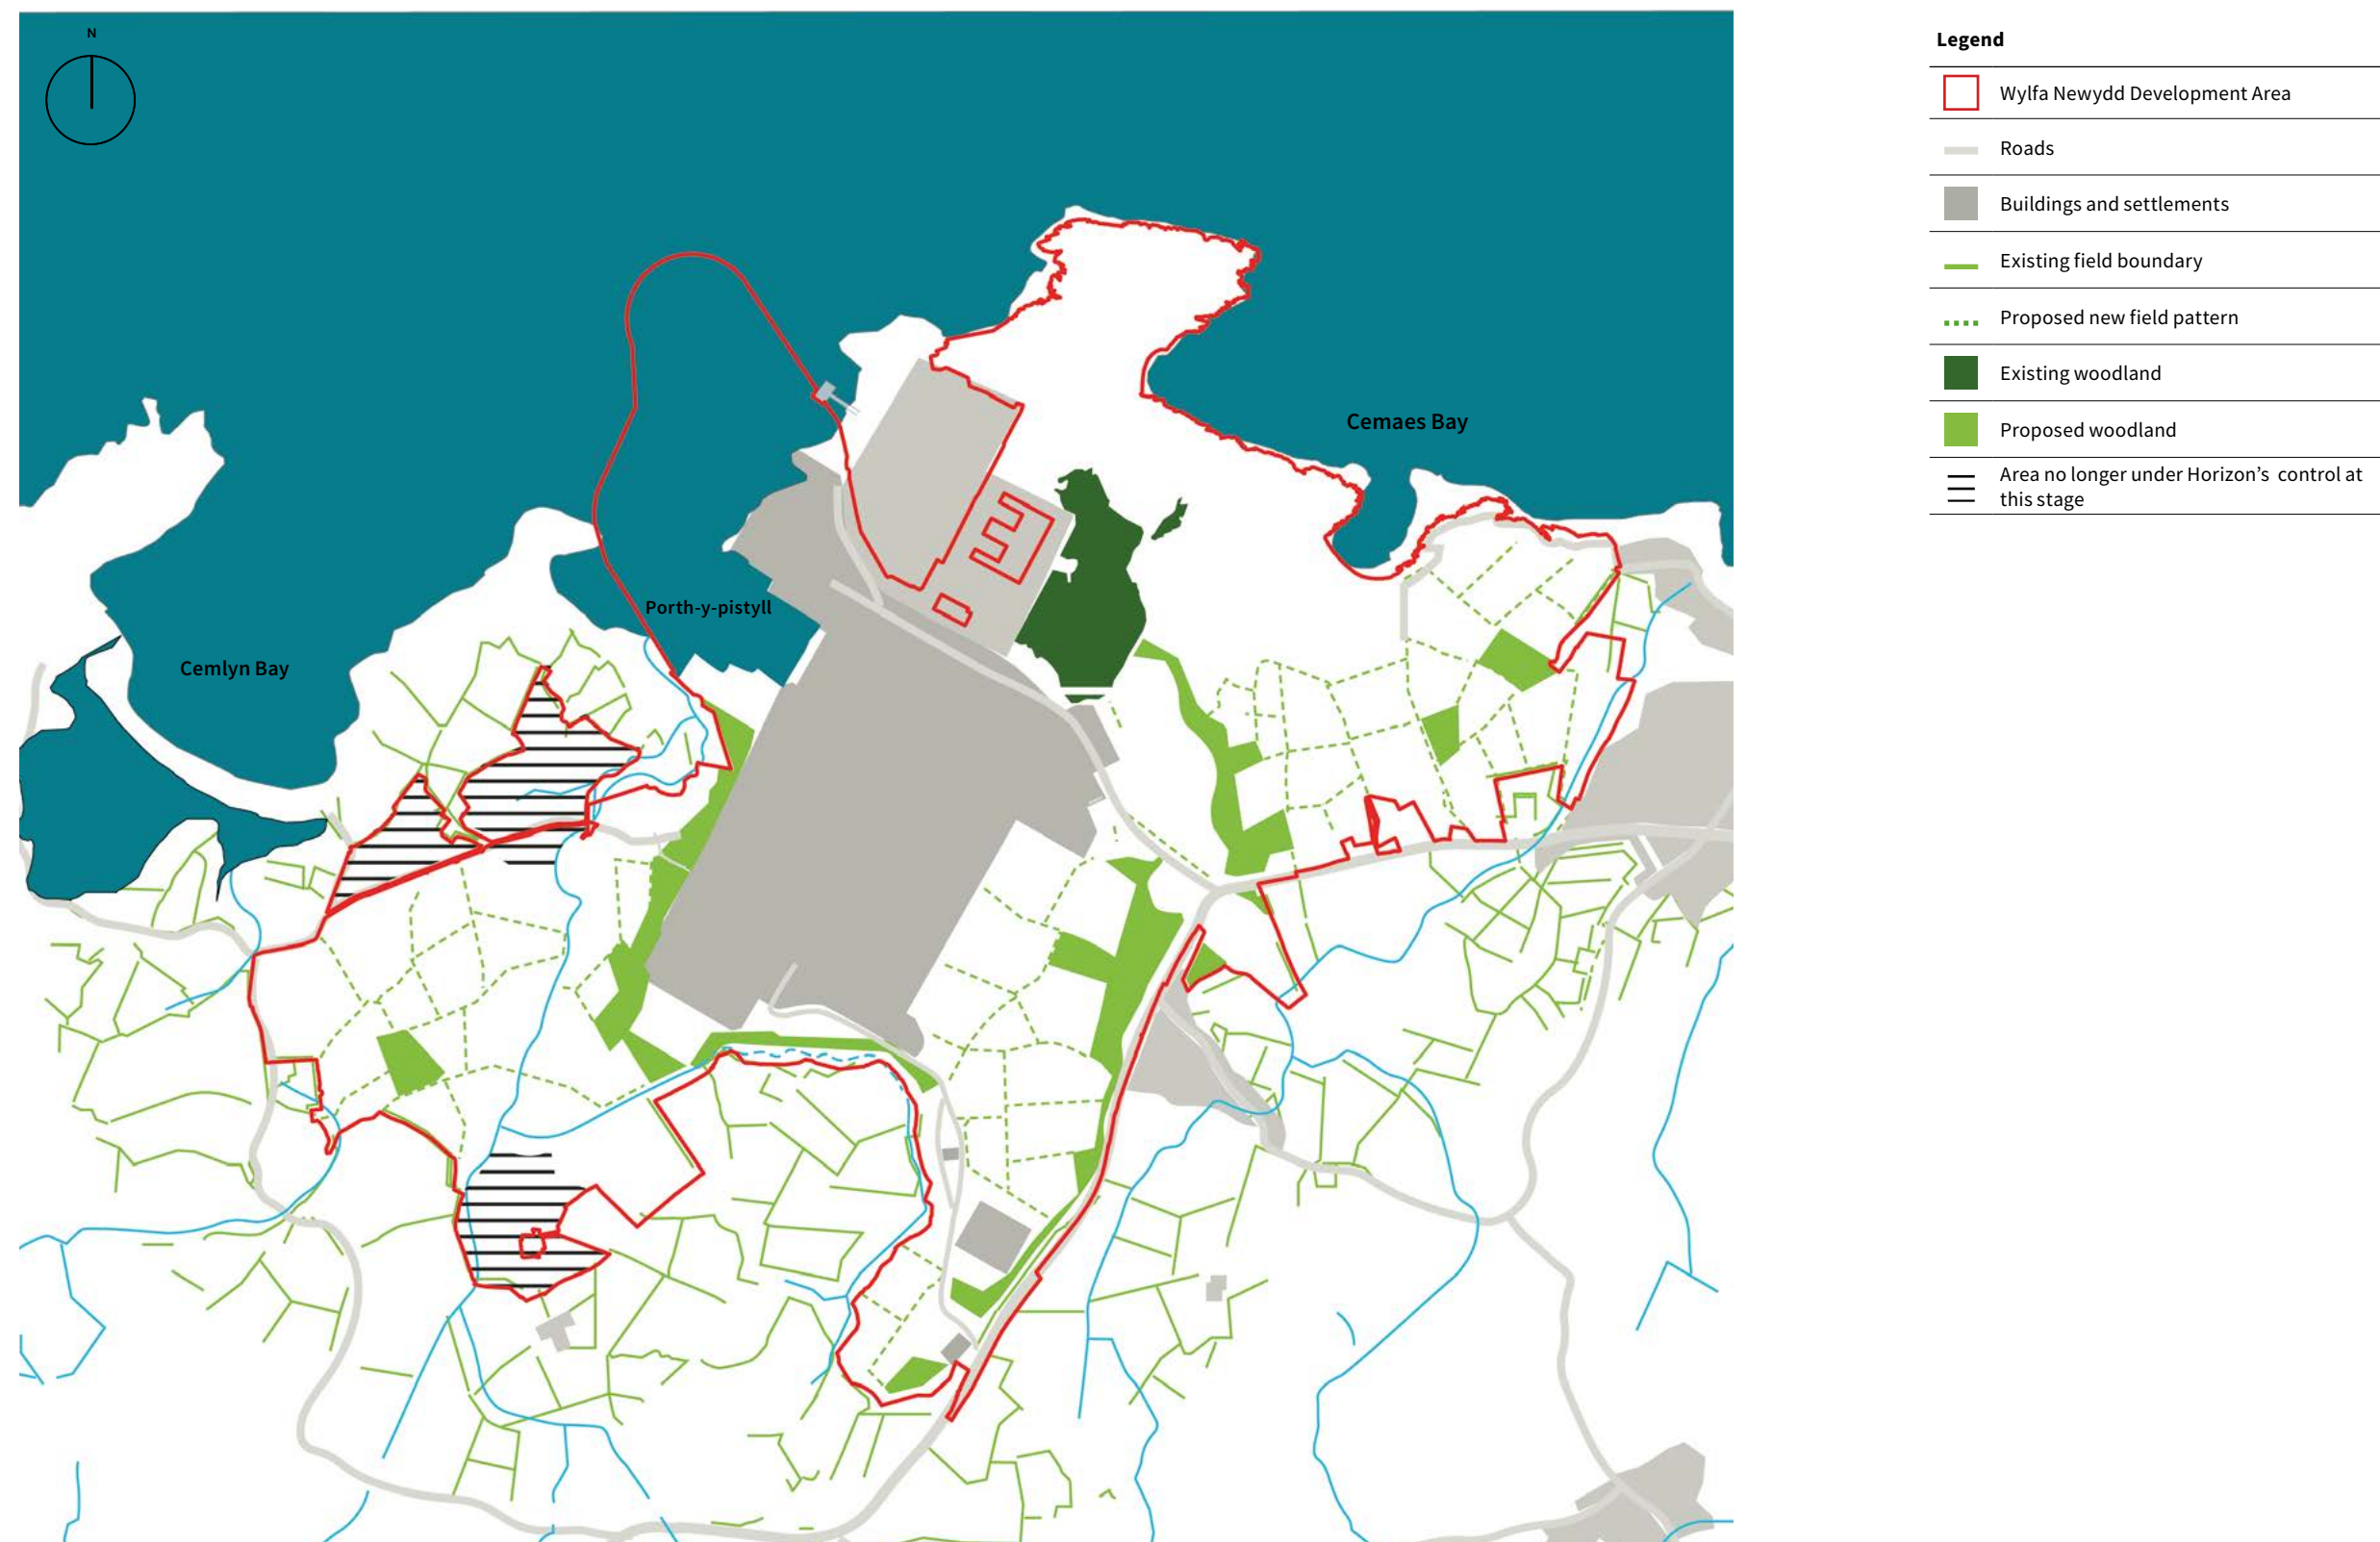 N
Cemaes Bay
Porth-y-pistyll
Cemlyn Bay
Legend
Wylfa Newydd Development Area
Roads
Buildings and settlements
Existing field boundary
Proposed new field pattern
Existing woodland
Proposed woodland
Area no longer under Horizon’s control at
this stage